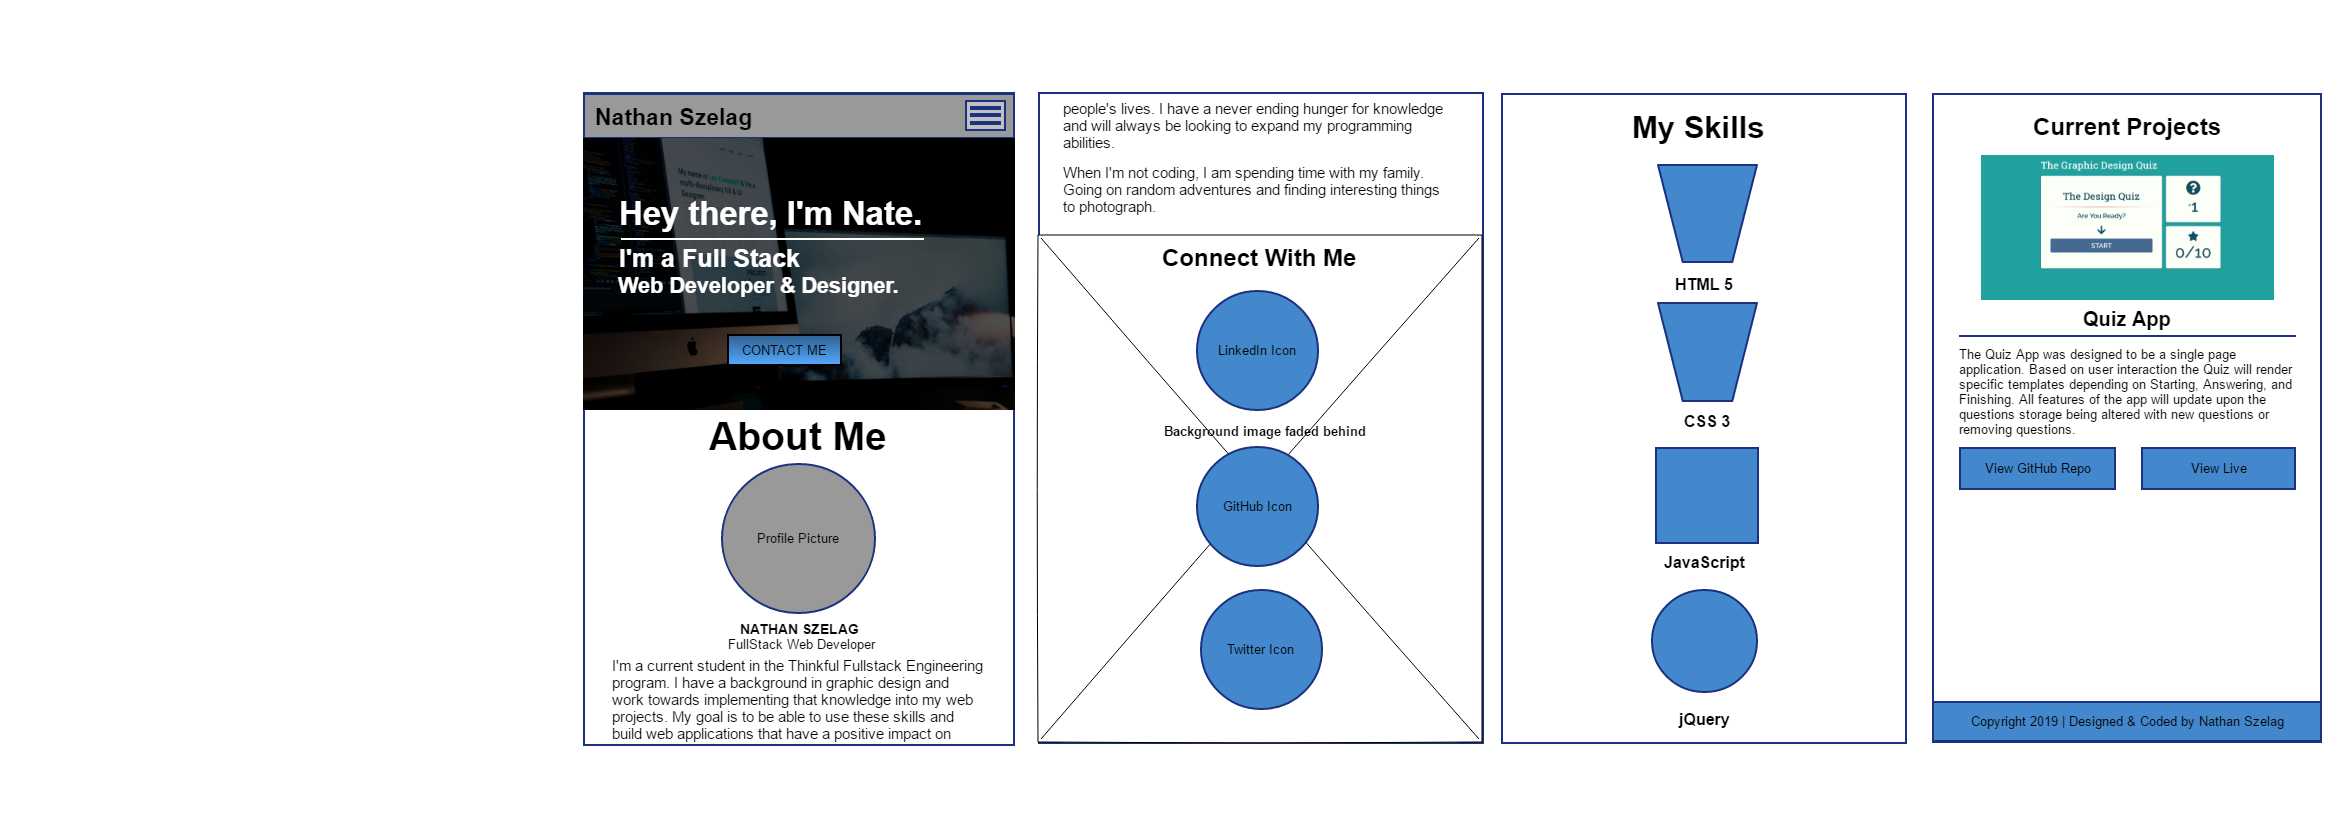 Nathan Szelag
My name is
& I'm a
multi-disciplinary UX & UI
Designer.
Hey there, I'm Nate.
I'm a Full Stack
Web Developer & Designer.
CONTACT ME
About Me
Profile Picture
NATHAN SZELAG
FullStack Web Developer
I'm a current student in the Thinkful Fullstack Engineering
program. I have a background in graphic design and
work towards implementing that knowledge into my web
projects. My goal is to be able to use these skills and
build web applications that have a positive impact on
people's lives. I have a never ending hunger for knowledge
and will always be looking to expand my programming
abilities.
When I'm not coding, I am spending time with my family.
Going on random adventures and finding interesting things
to photograph.
Connect With Me
LinkedIn Icon
Background image faded behind
GitHub Icon
Twitter Icon
My Skills
HTML 5
CSS 3
JavaScript
jQuery
Current Projects
The Graphic Design Quiz
The Design Quiz
Are You Ready?
START
1
0/10
Quiz App
The Quiz App was designed to be a single page
application. Based on user interaction the Quiz will render
specific templates depending on Starting, Answering, and
Finishing. All features of the app will update upon the
questions storage being altered with new questions or
removing questions.
View GitHub Repo
View Live
Copyright 2019 | Designed & Coded by Nathan Szelag